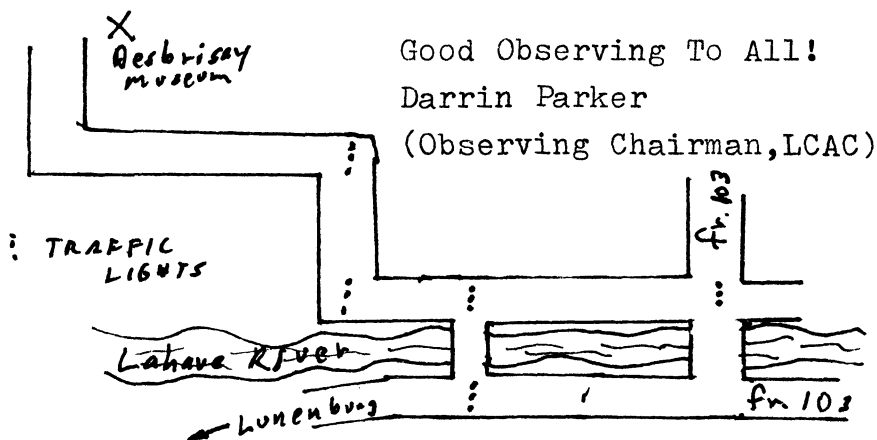 X
Desbrisay
museum
Good Observing To All!
Darrin Parker
(Observing Chairman,LCAC)
fr. 103
TRAFFIC
LIGHTS
Lahave River
Lunenburg
fr. 103